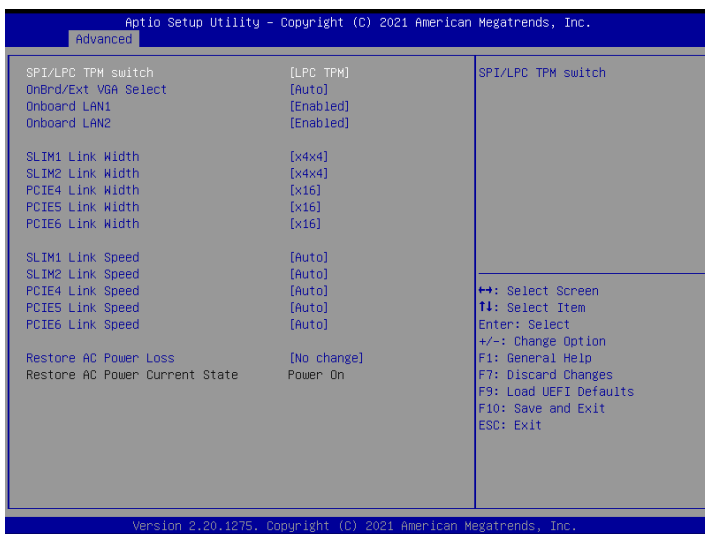 Aptio Setup Utility – Copyright (C) 2021 American Megatrends, Inc.
Advanced
SPI/LPC TPM switch [LPC TPM]
OnBrd/Ext VGA Select [Auto]
Onboard LAN1 [Enabled]
Onboard LAN2 [Enabled]
SLIM1 Link Width [x4x4]
SLIM2 Link Width [x4x4]
PCIE4 Link Width [x16]
PCIE5 Link Width [x16]
PCIE6 Link Width [x16]
SLIM1 Link Speed [Auto]
SLIM2 Link Speed [Auto]
PCIE4 Link Speed [Auto]
PCIE5 Link Speed [Auto]
PCIE6 Link Speed [Auto]
Restore AC Power Loss [No change]
Restore AC Power Current State Power On
SPI/LPC TPM switch
↔: Select Screen
↑↓: Select Item
Enter: Select
+/-: Change Option
F1: General Help
F7: Discard Changes
F9: Load UEFI Defaults
F10: Save and Exit
ESC: Exit
Version 2.20.1275. Copyright (C) 2021 American Megatrends, Inc.